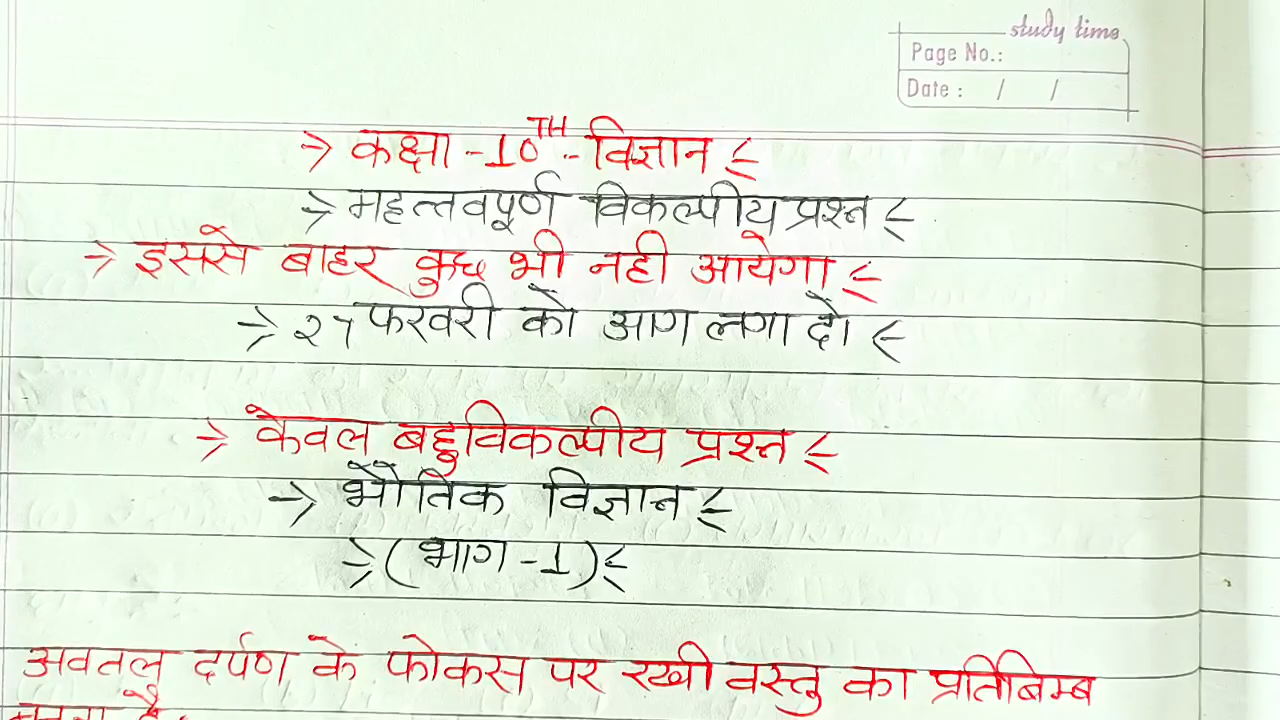 study time
Page No.:
Date : / /
→ कक्षा -10TH - विज्ञान ←
→ महत्तवपूर्ण विकल्पीय प्रश्न ←
→ इससे बाहर कुछ भी नही आयेगा ←
→ 27 फरवरी को आग लगा दो ←
→ केवल बहुविकल्पीय प्रश्न ←
→ भौतिक विज्ञान ←
→ (भाग -1) ←
अवतल दर्पण के फोकस पर रखी वस्तु का प्रतिबिम्ब